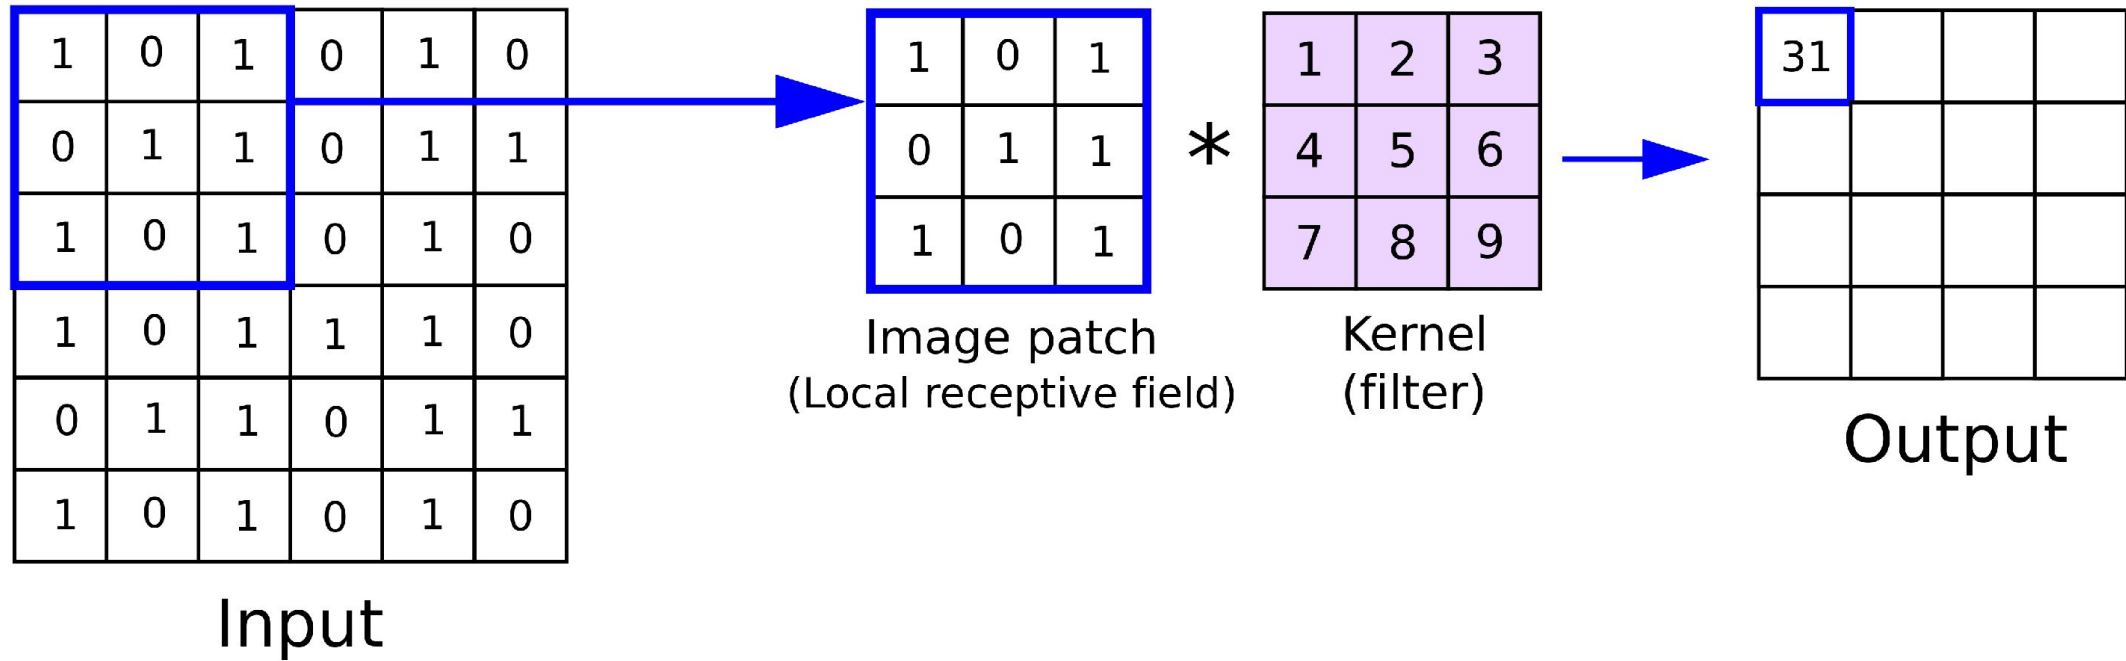 1 0 1 0 1 0
0 1 1 0 1 1
1 0 1 0 1 0
1 0 1 1 1 0
0 1 1 0 1 1
1 0 1 0 1 0
Input
1 0 1
0 1 1
1 0 1
Image patch
(Local receptive field)
*
1 2 3
4 5 6
7 8 9
Kernel
(filter)
31
Output